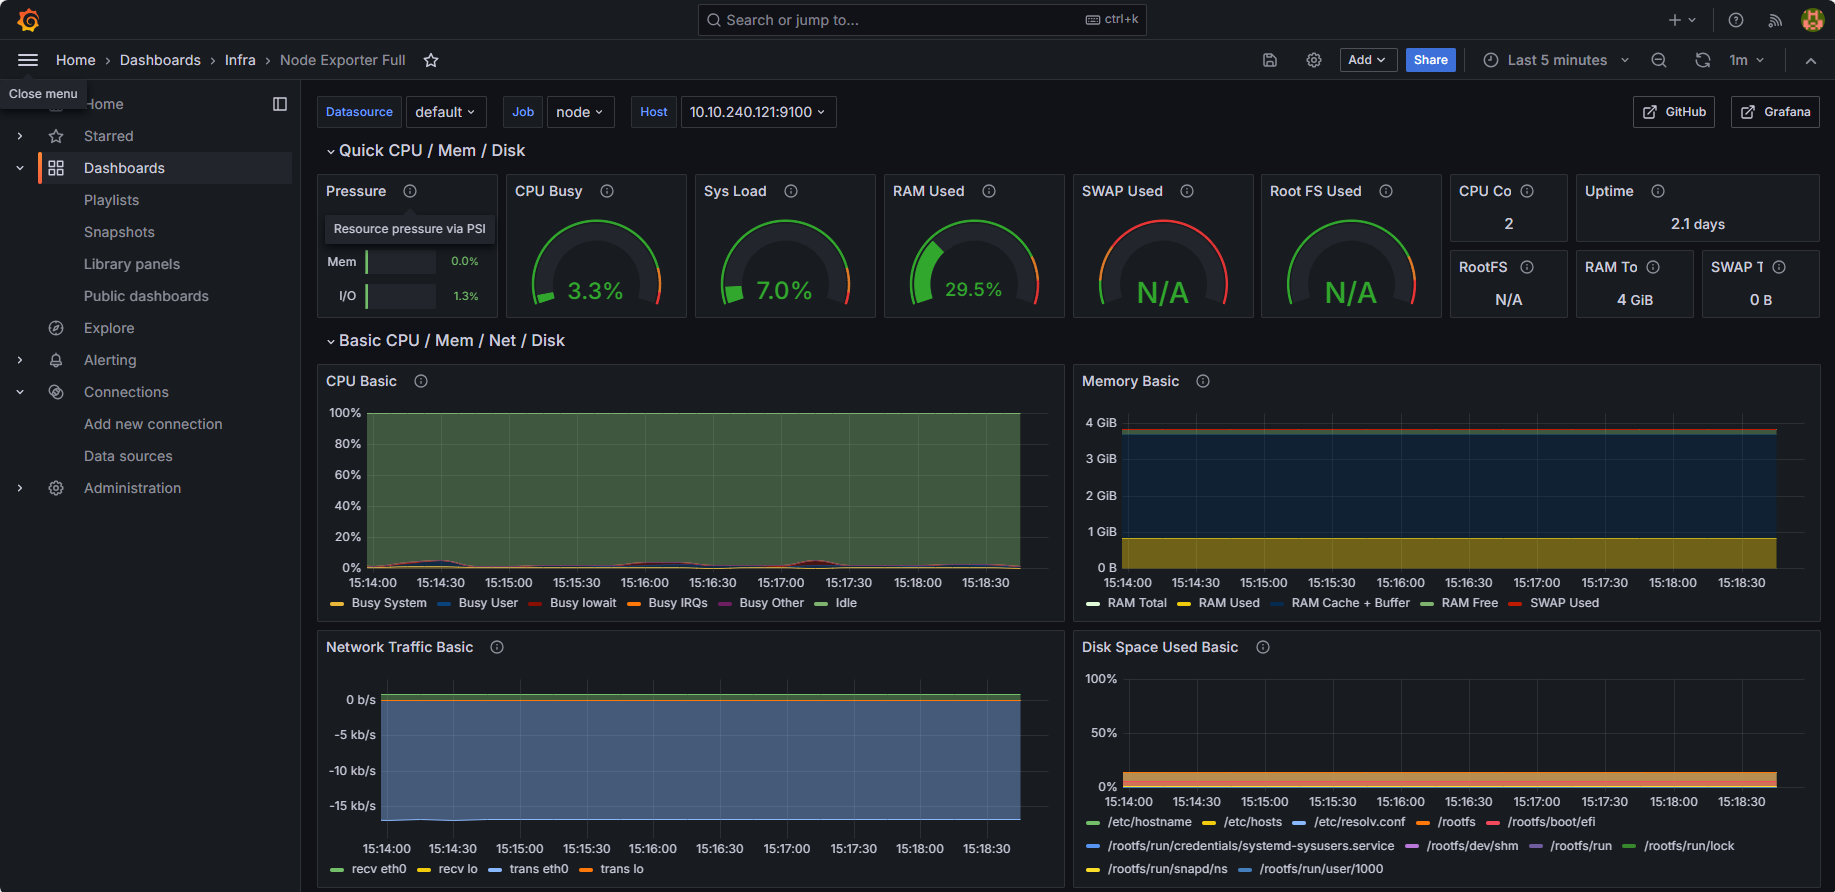 Search or jump to...
ctrl+k
Home › Dashboards › Infra › Node Exporter Full
Add
Share
Last 5 minutes
1m
Close menu
Home
Starred
Dashboards
Playlists
Snapshots
Library panels
Public dashboards
Explore
Alerting
Connections
Add new connection
Data sources
Administration
Datasource default Job node Host 10.10.240.121:9100
GitHub Grafana
Quick CPU / Mem / Disk
Pressure
Resource pressure via PSI
Mem 0.0%
I/O 1.3%
CPU Busy
3.3%
Sys Load
7.0%
RAM Used
29.5%
SWAP Used
N/A
Root FS Used
N/A
CPU Co
2
Uptime
2.1 days
RootFS
N/A
RAM To
4 GiB
SWAP T
0 B
Basic CPU / Mem / Net / Disk
CPU Basic
100%
80%
60%
40%
20%
0%
15:14:00 15:14:30 15:15:00 15:15:30 15:16:00 15:16:30 15:17:00 15:17:30 15:18:00 15:18:30
Busy System Busy User Busy Iowait Busy IRQs Busy Other Idle
Memory Basic
4 GiB
3 GiB
2 GiB
1 GiB
0 B
15:14:00 15:14:30 15:15:00 15:15:30 15:16:00 15:16:30 15:17:00 15:17:30 15:18:00 15:18:30
RAM Total RAM Used RAM Cache + Buffer RAM Free SWAP Used
Network Traffic Basic
0 b/s
-5 kb/s
-10 kb/s
-15 kb/s
15:14:00 15:14:30 15:15:00 15:15:30 15:16:00 15:16:30 15:17:00 15:17:30 15:18:00 15:18:30
recv eth0 recv lo trans eth0 trans lo
Disk Space Used Basic
100%
50%
0%
15:14:00 15:14:30 15:15:00 15:15:30 15:16:00 15:16:30 15:17:00 15:17:30 15:18:00 15:18:30
/etc/hostname /etc/hosts /etc/resolv.conf /rootfs /rootfs/boot/efi
/rootfs/run/credentials/systemd-sysusers.service /rootfs/dev/shm /rootfs/run /rootfs/run/lock
/rootfs/run/snapd/ns /rootfs/run/user/1000